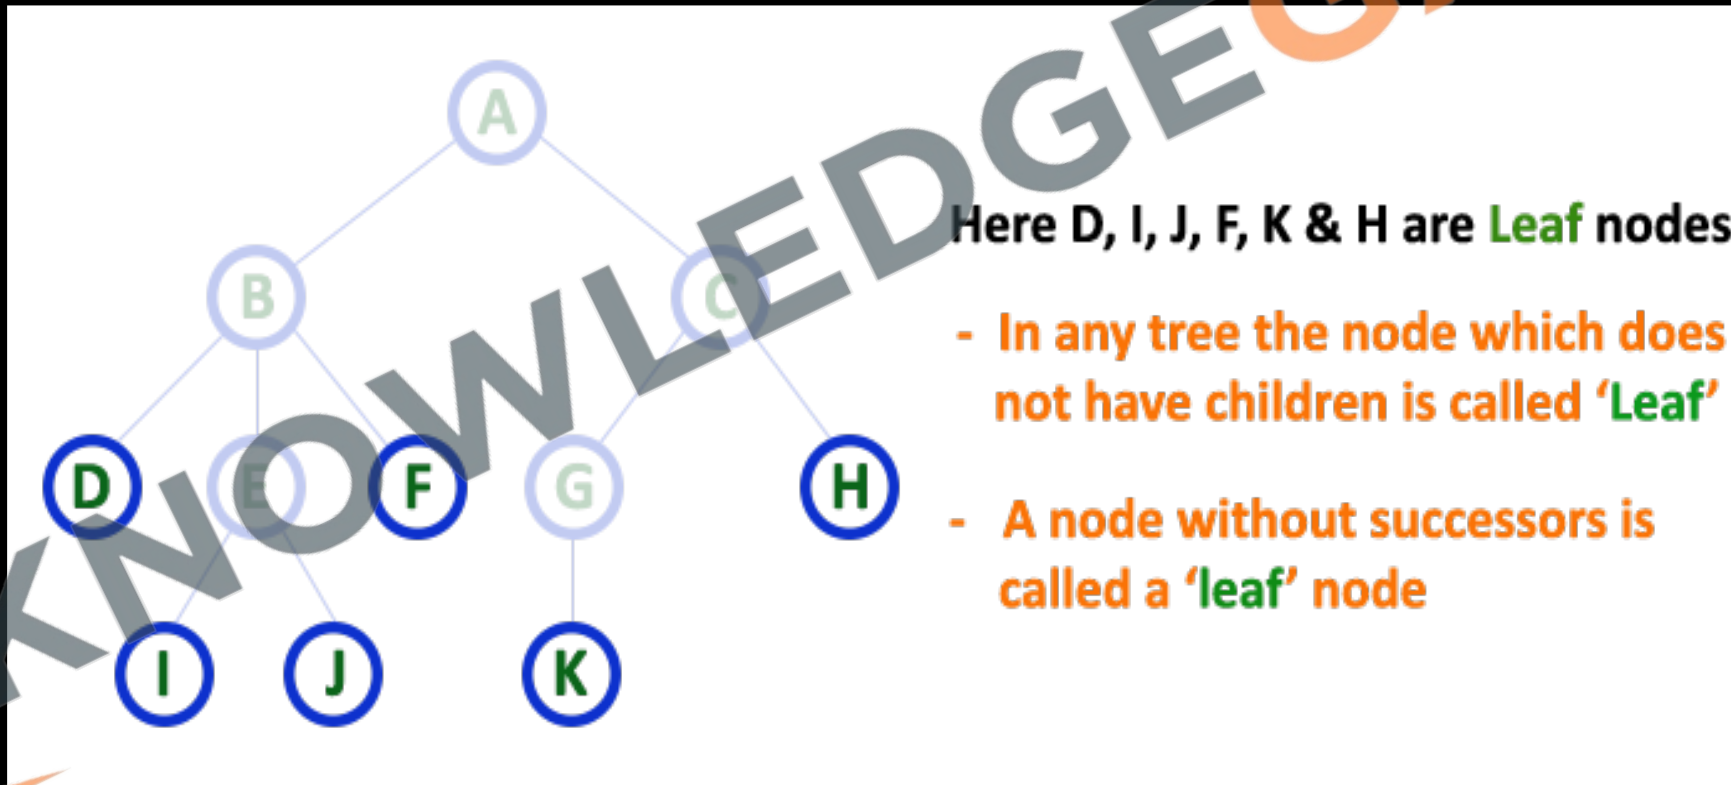 A
B
C
D
E
F
G
H
I
J
K
Here D, I, J, F, K & H are Leaf nodes
- In any tree the node which does
not have children is called ‘Leaf’
- A node without successors is
called a ‘leaf’ node
KNOWLEDGE